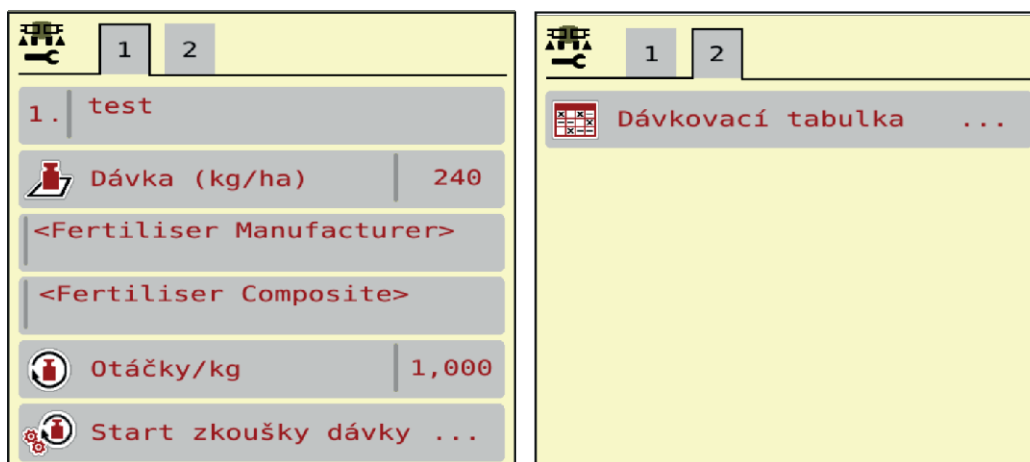 1 2
1. test
Dávka (kg/ha) 240
<Fertiliser Manufacturer>
<Fertiliser Composite>
Otáčky/kg 1,000
Start zkoušky dávky ...
1 2
Dávkovací tabulka ...